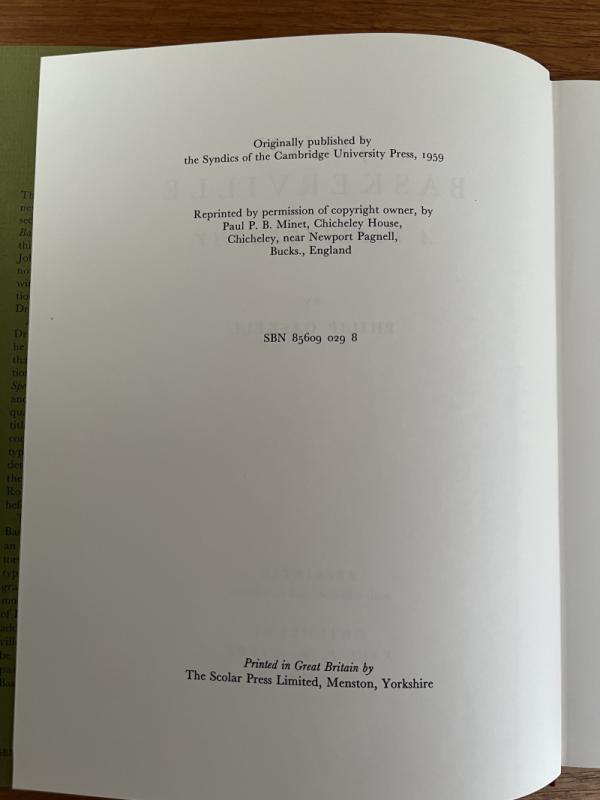 Originally published by
the Syndics of the Cambridge University Press, 1959
Reprinted by permission of copyright owner, by
Paul P. B. Minet, Chicheley House,
Chicheley, near Newport Pagnell,
Bucks., England
SBN 85609 029 8
Printed in Great Britain by
The Scolar Press Limited, Menston, Yorkshire